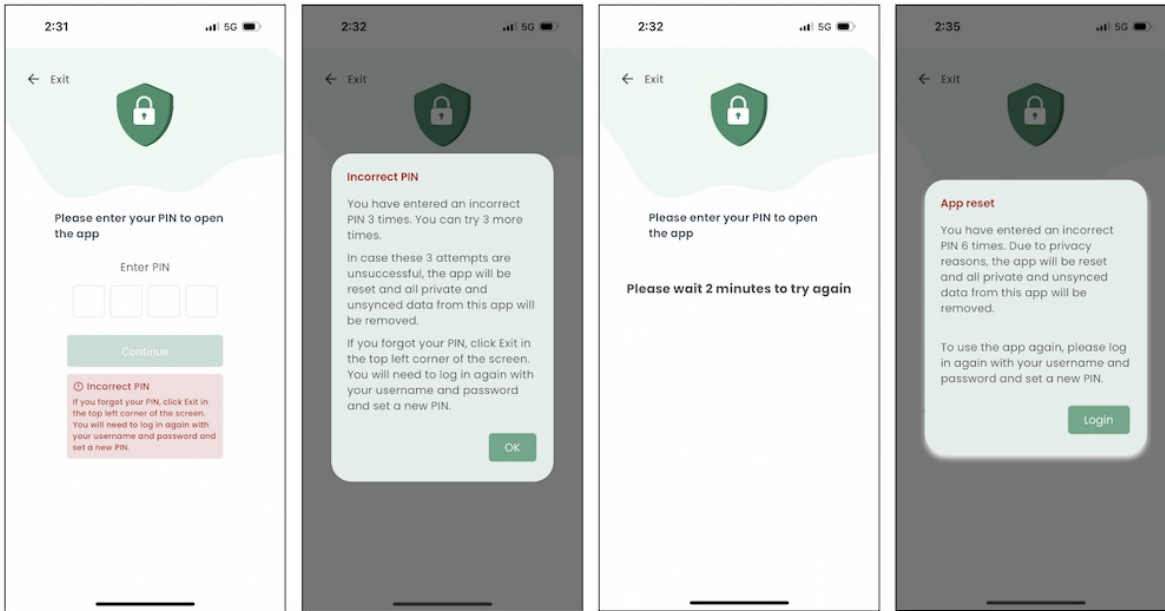 2:31
5G
Exit
Please enter your PIN to open
the app
Enter PIN
Continue
Incorrect PIN
If you forgot your PIN, click Exit in
the top left corner of the screen.
You will need to log in again with
your username and password and
set a new PIN.
2:32
5G
Exit
Incorrect PIN
You have entered an incorrect
PIN 3 times. You can try 3 more
times.
In case these 3 attempts are
unsuccessful, the app will be
reset and all private and
unsynced data from this app will
be removed.
If you forgot your PIN, click Exit in
the top left corner of the screen.
You will need to log in again with
your username and password
and set a new PIN.
OK
2:32
5G
Exit
Please enter your PIN to open
the app
Please wait 2 minutes to try again
2:35
5G
Exit
App reset
You have entered an incorrect
PIN 6 times. Due to privacy
reasons, the app will be reset
and all private and unsynced
data from this app will be
removed.
To use the app again, please log
in again with your username and
password and set a new PIN.
Login